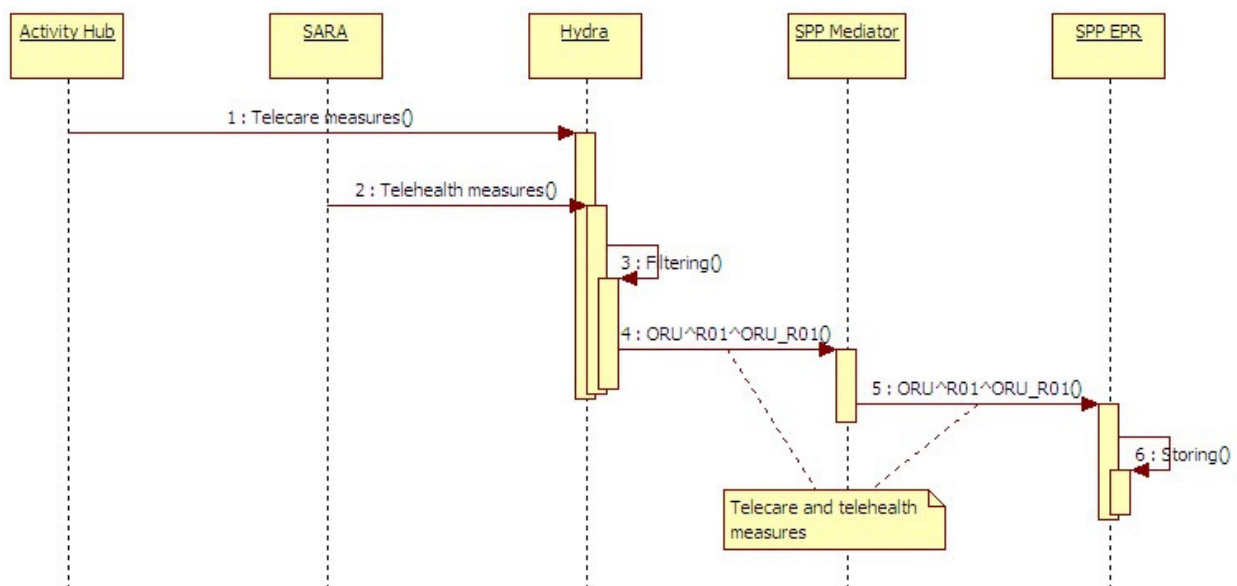 Activity Hub
SARA
Hydra
SPP Mediator
SPP EPR
1 : Telecare measures()
2 : Telehealth measures()
3 : Filtering()
4 : ORU^R01^ORU_R01()
5 : ORU^R01^ORU_R01()
6 : Storing()
Telecare and telehealth
measures